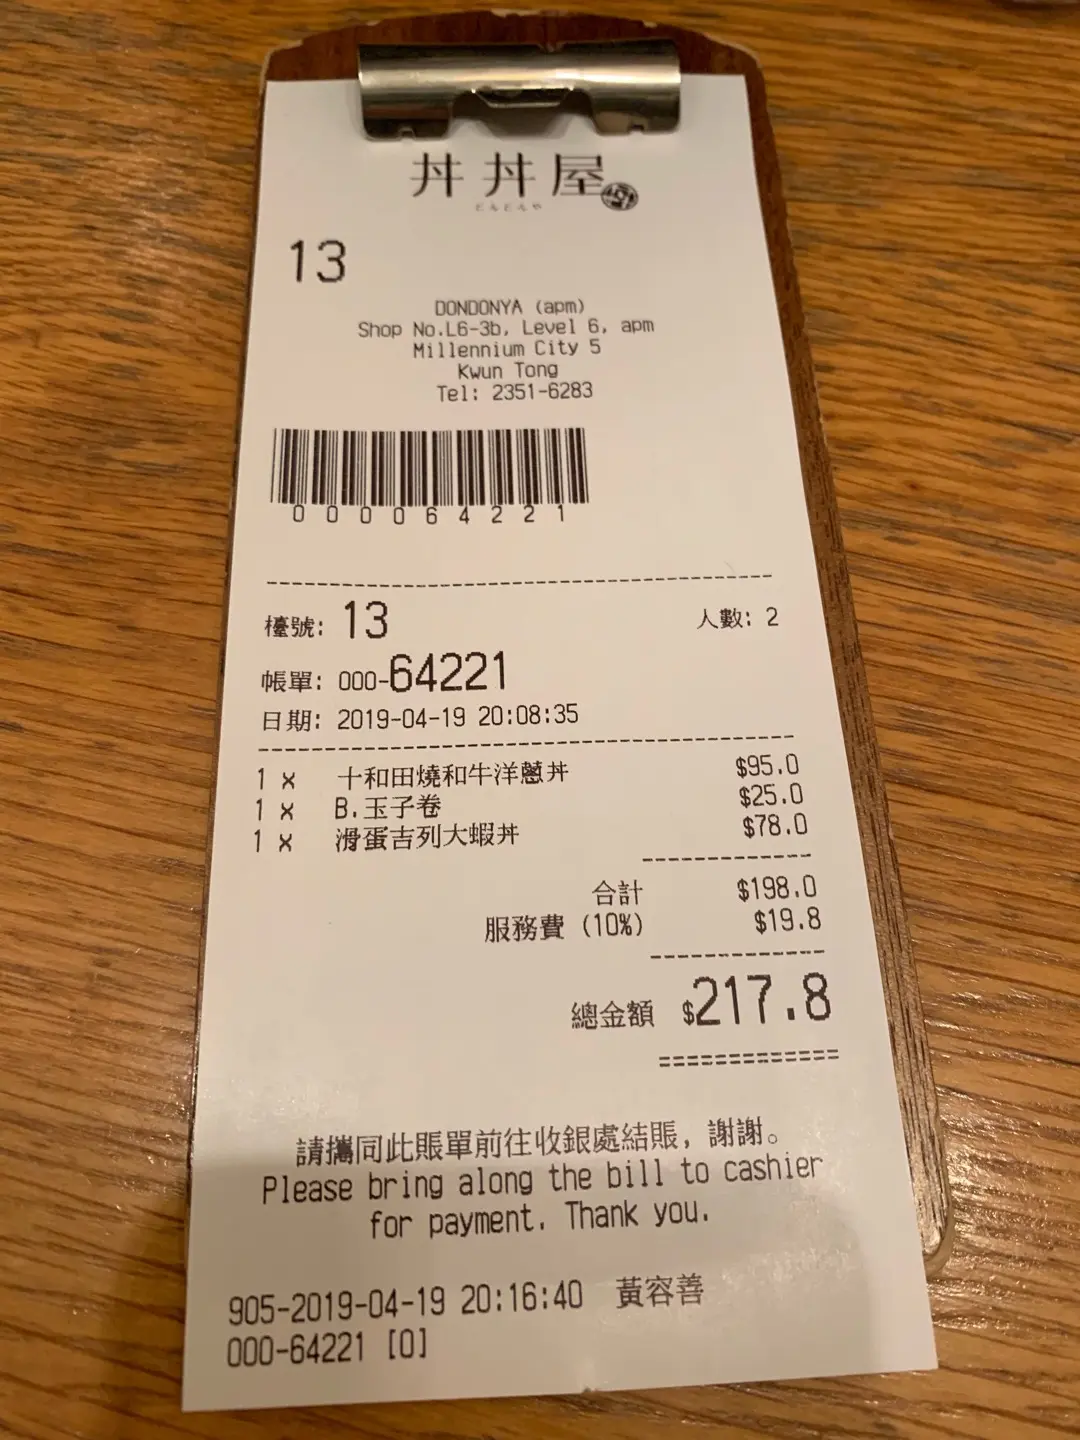 丼丼屋
どんどんや
13
DONDONYA (apm)
Shop No.L6-3b, Level 6, apm
Millennium City 5
Kwun Tong
Tel: 2351-6283
000064221
檯號: 13 人數: 2
帳單: 000-64221
日期: 2019-04-19 20:08:35
1 x 十和田燒和牛洋蔥丼 $95.0
1 x B.玉子卷 $25.0
1 x 滑蛋吉列大蝦丼 $78.0
合計 $198.0
服務費 (10%) $19.8
總金額 $217.8
請攜同此賬單前往收銀處結賬, 謝謝。
Please bring along the bill to cashier
for payment. Thank you.
905-2019-04-19 20:16:40 黃容善
000-64221 [0]